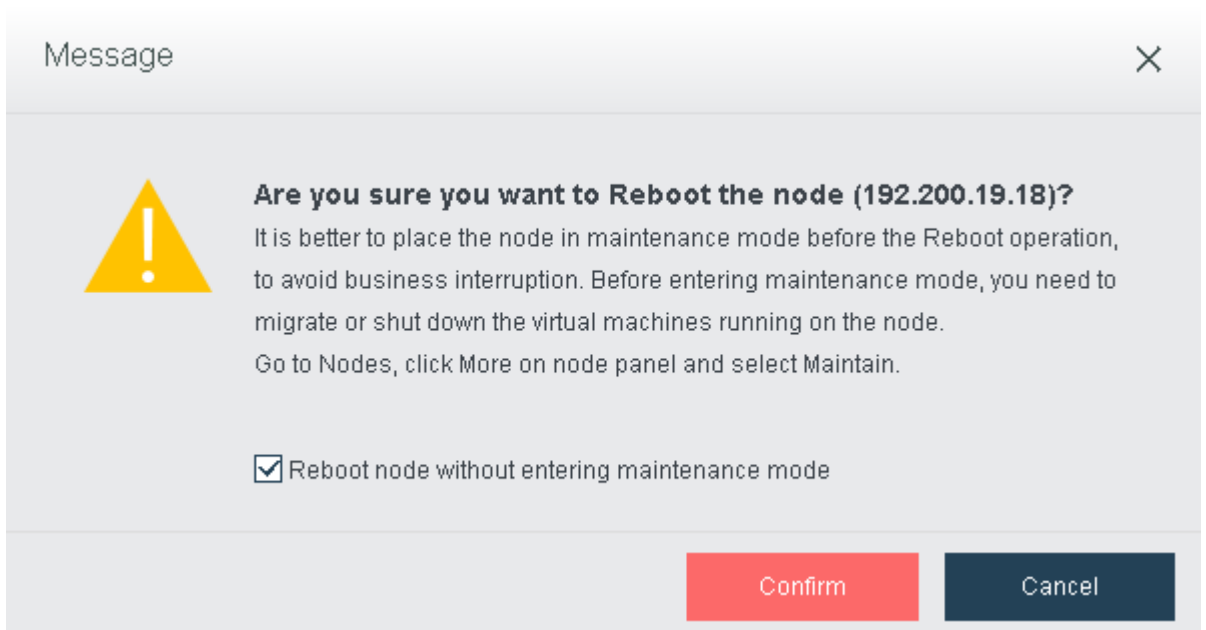 Message
Are you sure you want to Reboot the node (192.200.19.18)?
It is better to place the node in maintenance mode before the Reboot operation,
to avoid business interruption. Before entering maintenance mode, you need to
migrate or shut down the virtual machines running on the node.
Go to Nodes, click More on node panel and select Maintain.
Reboot node without entering maintenance mode
Confirm
Cancel